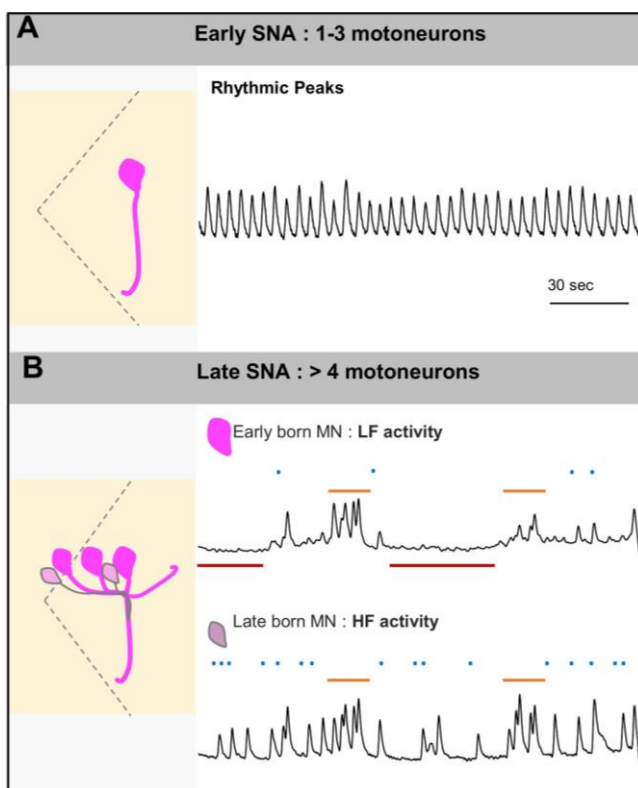 A
Early SNA : 1-3 motoneurons
Rhythmic Peaks
30 sec
B
Late SNA : > 4 motoneurons
Early born MN : LF activity
Late born MN : HF activity